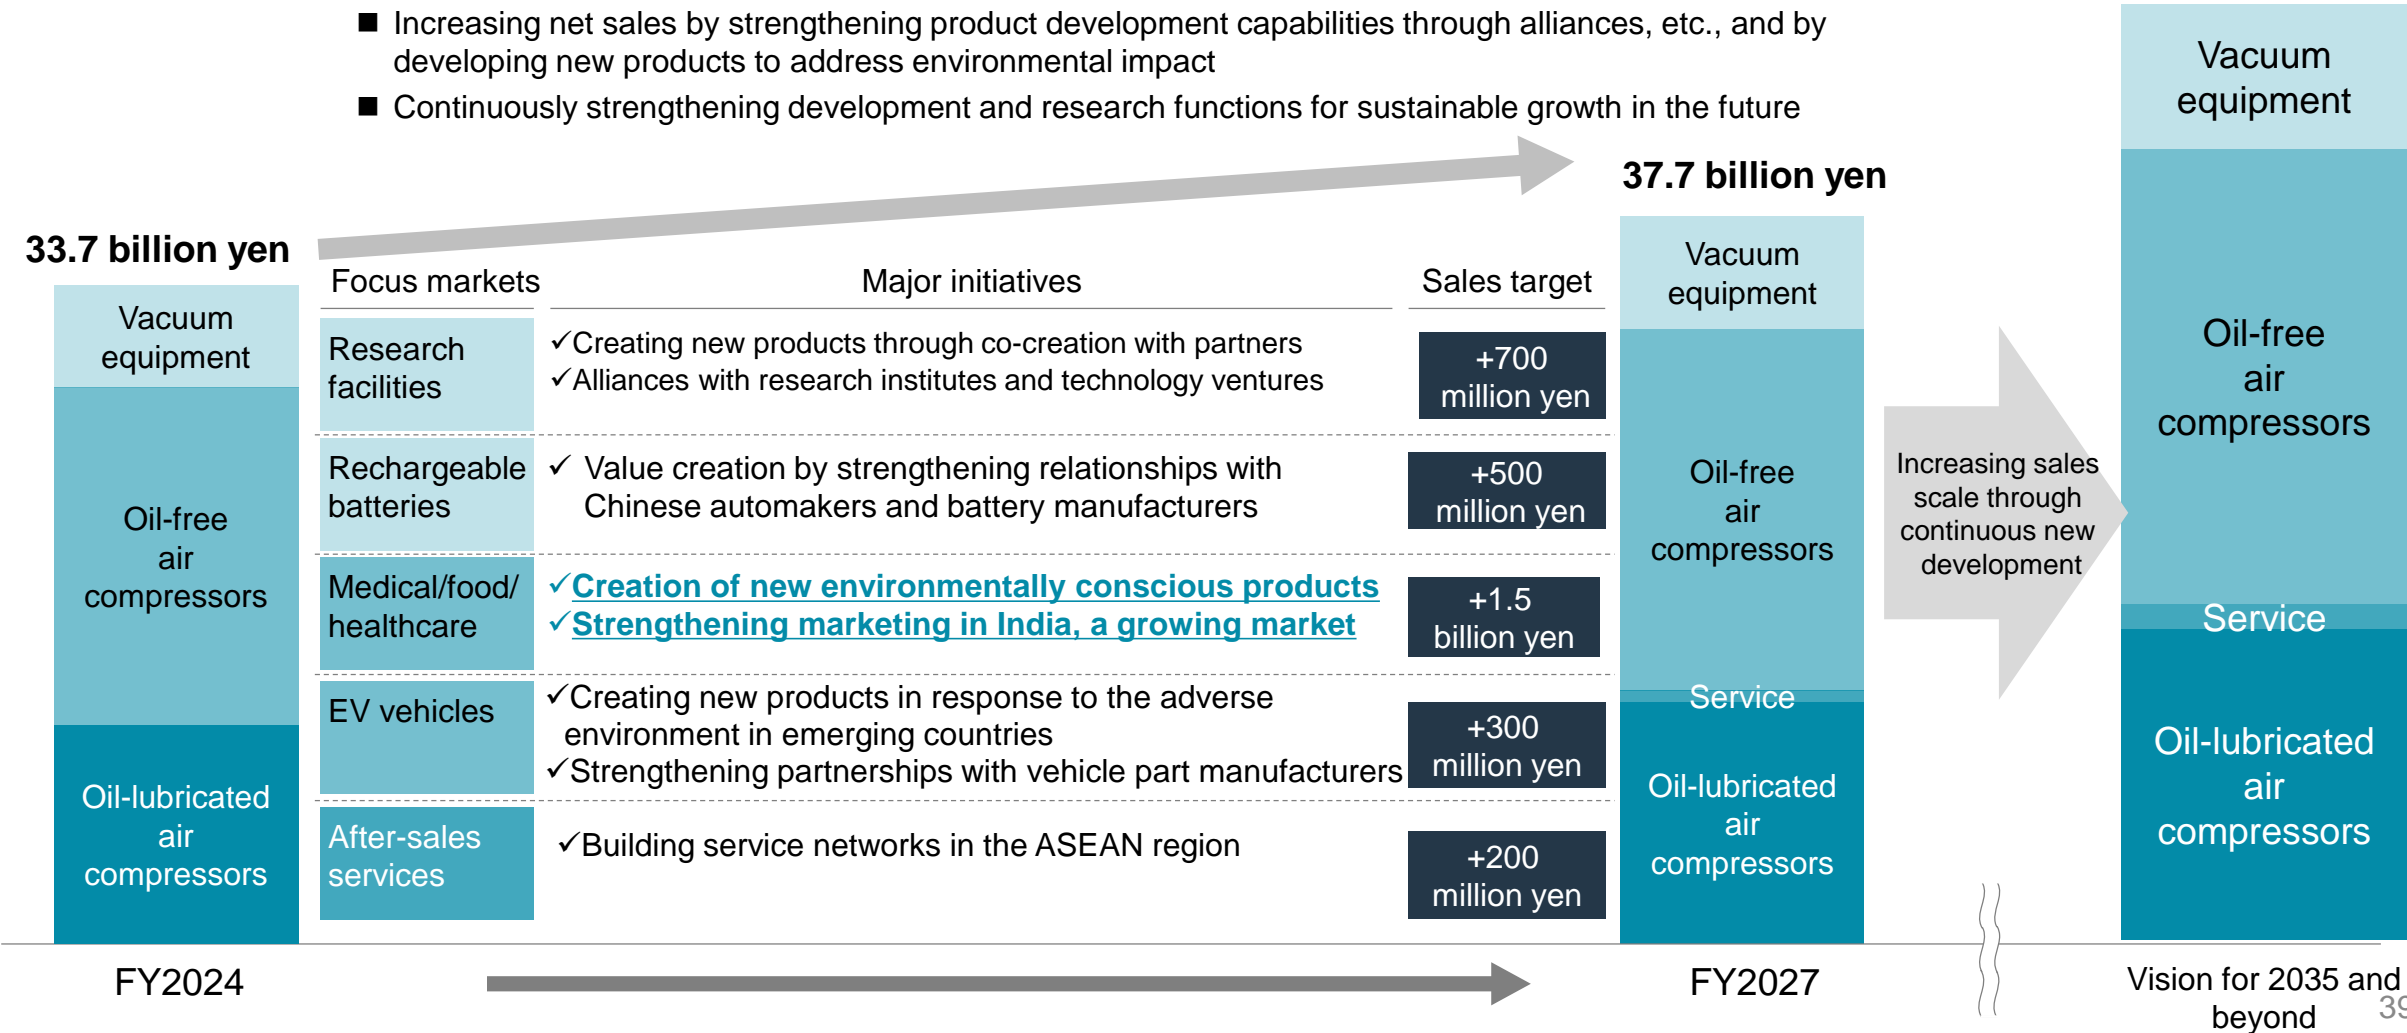 ■ Increasing net sales by strengthening product development capabilities through alliances, etc., and by
developing new products to address environmental impact
■ Continuously strengthening development and research functions for sustainable growth in the future
33.7 billion yen
Vacuum
equipment
Oil-free
air
compressors
Oil-lubricated
air
compressors
FY2024
Focus markets
Major initiatives
Sales target
Research
facilities
✓Creating new products through co-creation with partners
✓Alliances with research institutes and technology ventures
+700
million yen
Rechargeable
batteries
✓ Value creation by strengthening relationships with
Chinese automakers and battery manufacturers
+500
million yen
Medical/food/
healthcare
✓Creation of new environmentally conscious products
✓Strengthening marketing in India, a growing market
+1.5
billion yen
EV vehicles
✓Creating new products in response to the adverse
environment in emerging countries
✓Strengthening partnerships with vehicle part manufacturers
+300
million yen
After-sales
services
✓Building service networks in the ASEAN region
+200
million yen
37.7 billion yen
Vacuum
equipment
Oil-free
air
compressors
Service
Oil-lubricated
air
compressors
FY2027
Increasing sales
scale through
continuous new
development
Vacuum
equipment
Oil-free
air
compressors
Service
Oil-lubricated
air
compressors
Vision for 2035 and
beyond
39